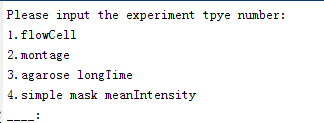 Please input the experiment tpye number:
1.flowCell
2.montage
3.agarose longTime
4.simple mask meanIntensity
____: